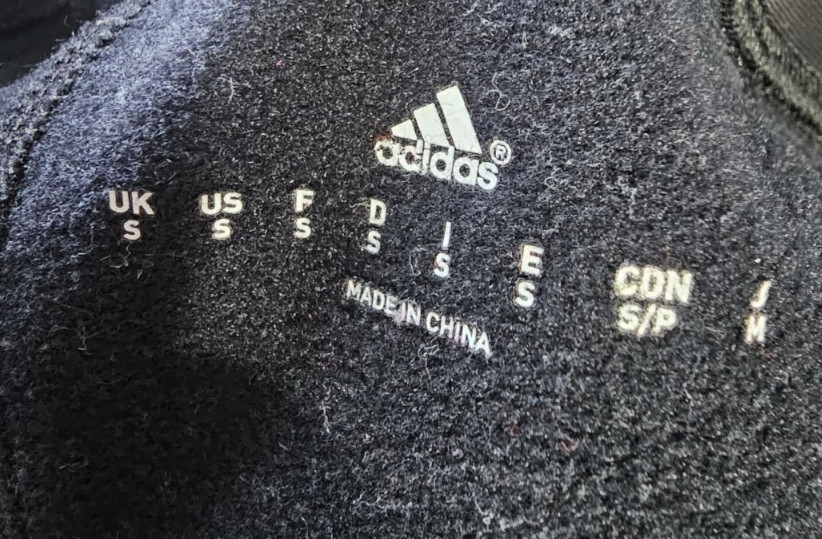 adidas®
UK US F D I E CDN J
S S S S S S S/P M
MADE IN CHINA